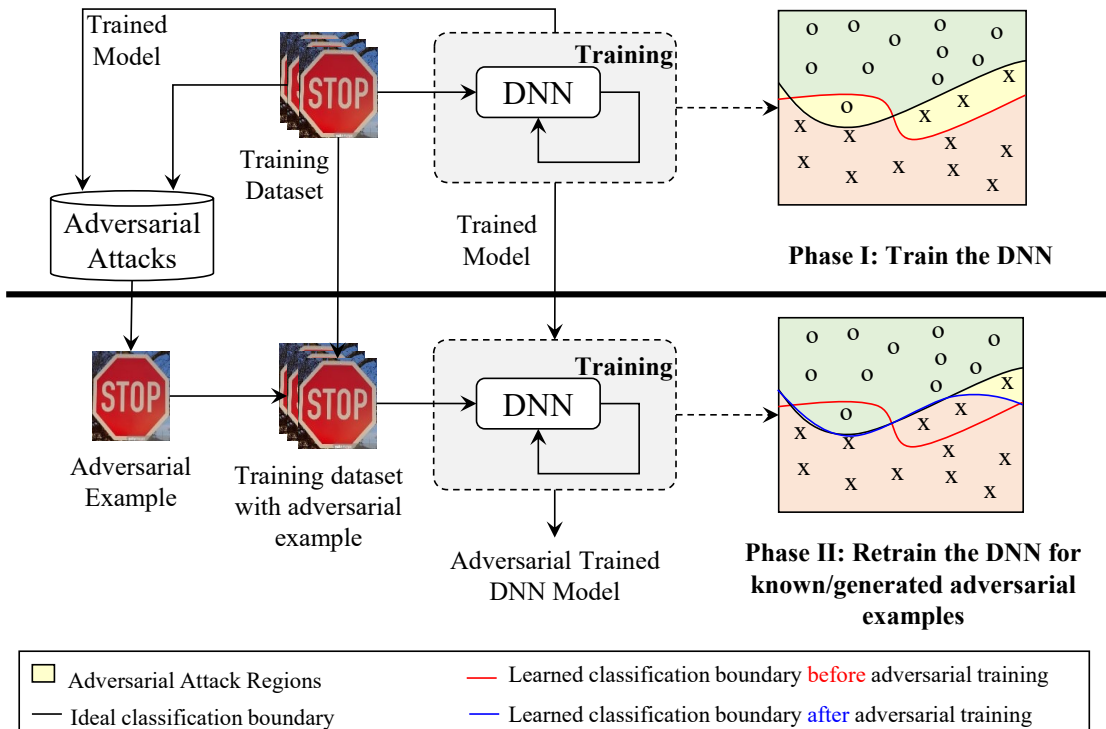 Trained
Model
STOP
Training
Dataset
Training
DNN
Adversarial
Attacks
Trained
Model
o o o o o o o o o
x x x x x x x x x x x
Phase I: Train the DNN
STOP
Adversarial
Example
STOP
Training dataset
with adversarial
example
Training
DNN
Adversarial Trained
DNN Model
o o o o o o o o o
x x x x x x x x x x x
Phase II: Retrain the DNN for
known/generated adversarial
examples
Adversarial Attack Regions
Ideal classification boundary
Learned classification boundary before adversarial training
Learned classification boundary after adversarial training